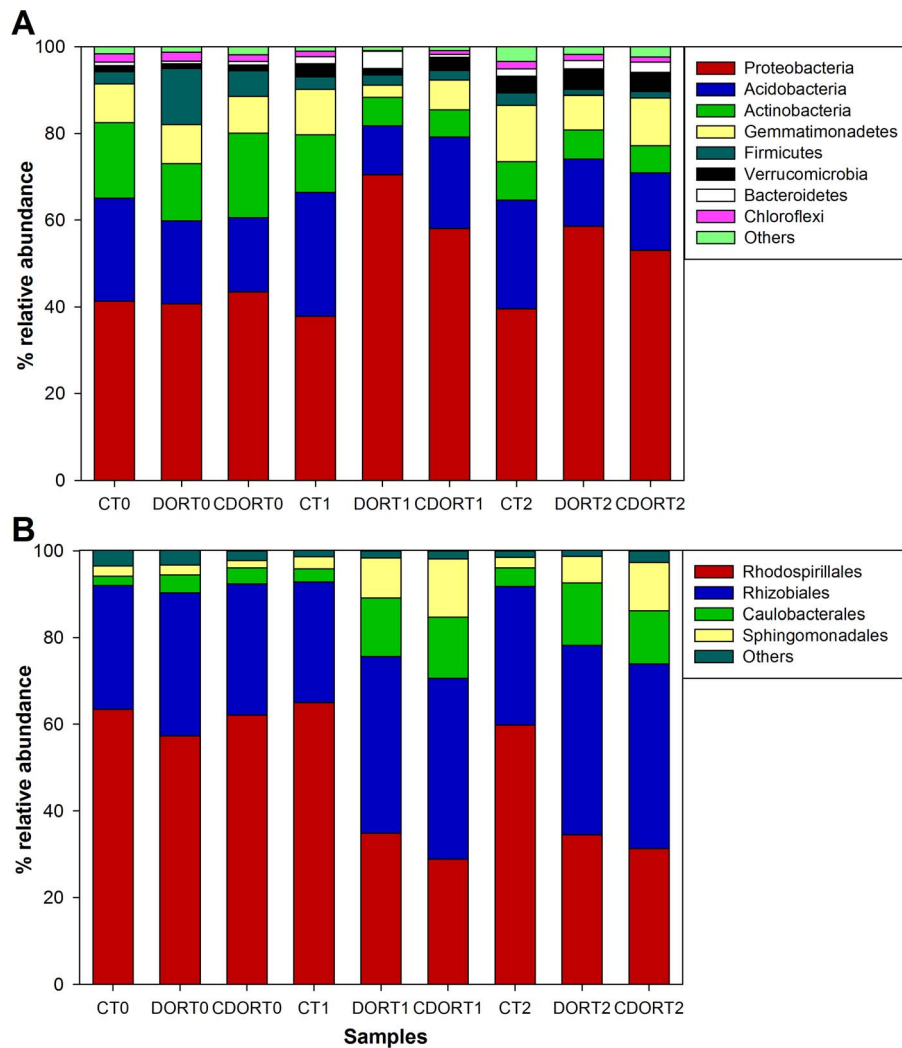 A
100
80
60
40
20
0
% relative abundance
CT0 DORT0 CDORT0 CT1 DORT1 CDORT1 CT2 DORT2 CDORT2
Proteobacteria
Acidobacteria
Actinobacteria
Gemmatimonadetes
Firmicutes
Verrucomicrobia
Bacteroidetes
Chloroflexi
Others
B
100
80
60
40
20
0
% relative abundance
CT0 DORT0 CDORT0 CT1 DORT1 CDORT1 CT2 DORT2 CDORT2
Samples
Rhodospirillales
Rhizobiales
Caulobacterales
Sphingomonadales
Others